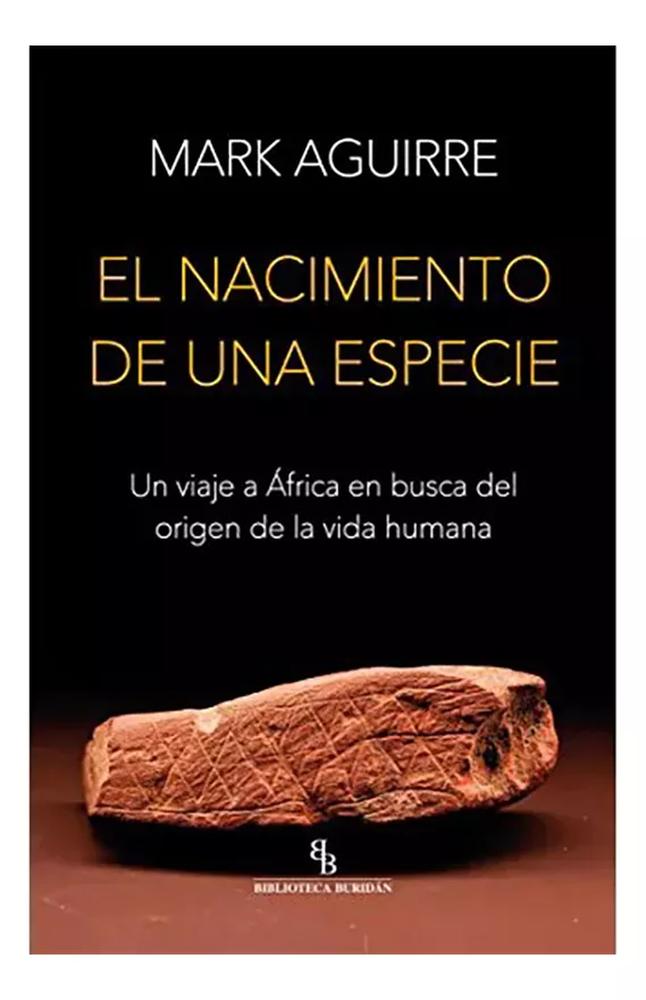 MARK AGUIRRE
EL NACIMIENTO
DE UNA ESPECIE
Un viaje a África en busca del
origen de la vida humana
BB
BIBLIOTECA BURIDÁN